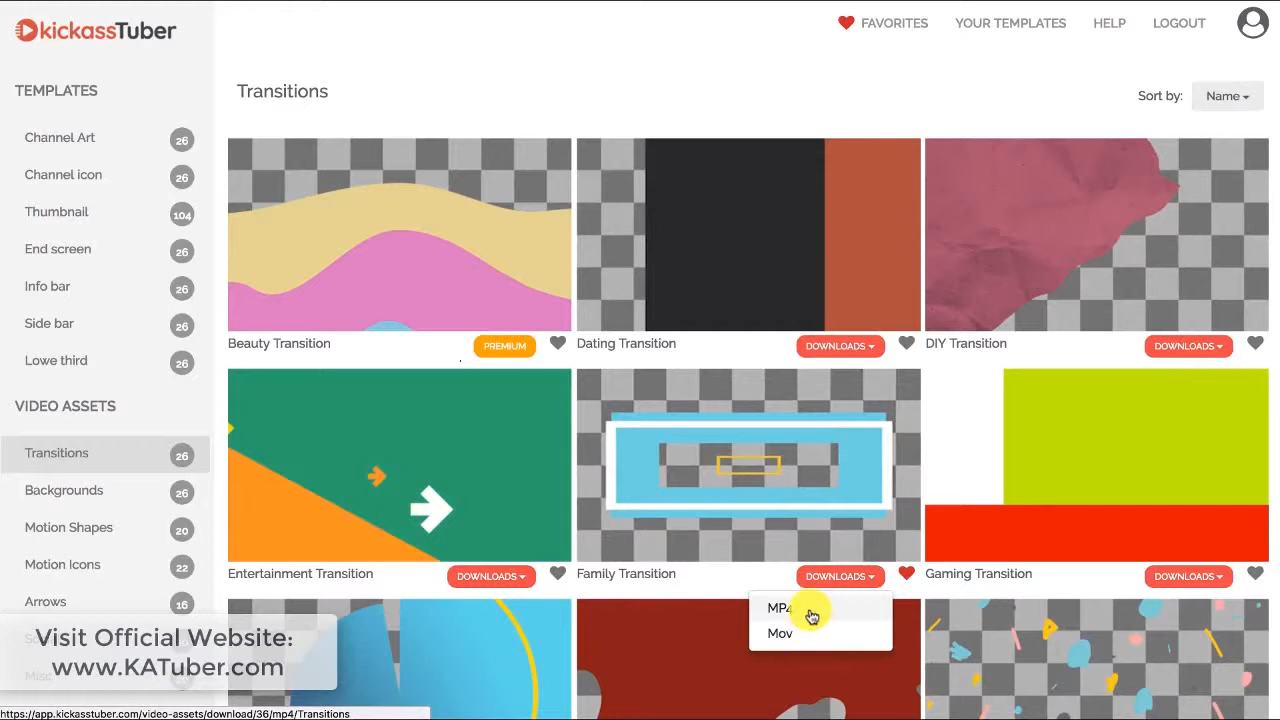 kickassTuber
FAVORITES
YOUR TEMPLATES
HELP
LOGOUT
TEMPLATES
Channel Art 26
Channel icon 26
Thumbnail 104
End screen 26
Info bar 26
Side bar 26
Lowe third 26
VIDEO ASSETS
Transitions 26
Backgrounds 26
Motion Shapes 20
Motion Icons 22
Arrows 16
Misc
Transitions
Sort by: Name
Beauty Transition PREMIUM
Dating Transition DOWNLOADS
DIY Transition DOWNLOADS
Entertainment Transition DOWNLOADS
Family Transition DOWNLOADS
Gaming Transition DOWNLOADS
MP4
Mov
Visit Official Website:
www.KATuber.com
https://app.kickasstuber.com/video-assets/download/36/mp4/Transitions